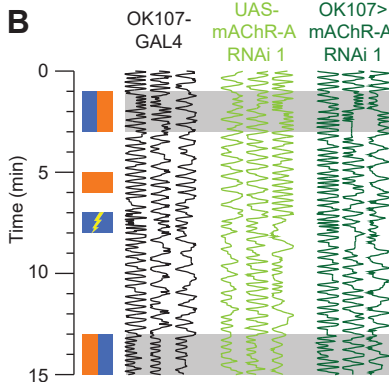 B
OK107-
GAL4
UAS-
mAChR-A
RNAi 1
OK107>
mAChR-A
RNAi 1
Time (min)
0
5
10
15